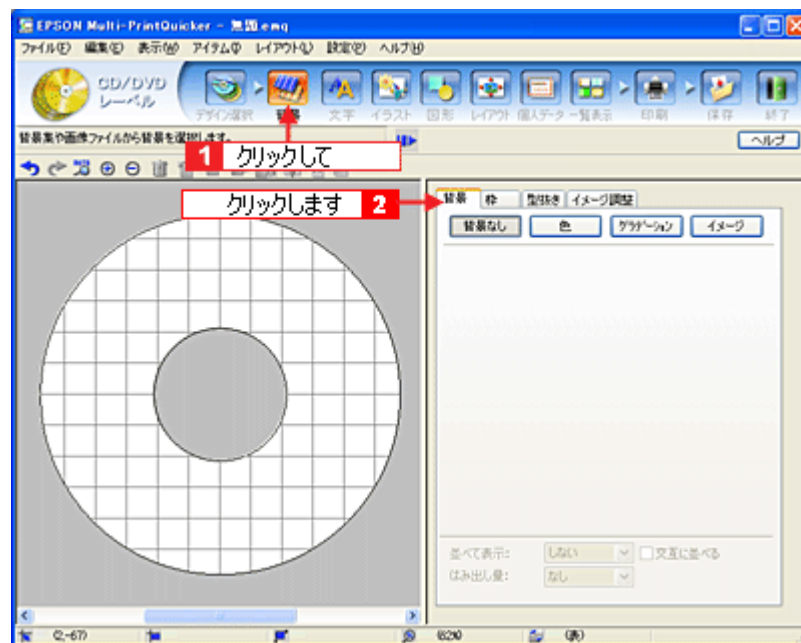 EPSON Multi-PrintQuicker - 無題.emq
ファイル(F) 編集(E) 表示(W) アイテム(I) レイアウト(L) 設定(P) ヘルプ(H)
CD/DVD
レーベル
デザイン選択 背景 文字 イラスト 図形 レイアウト 個人データ 一覧表示 印刷 保存 終了
背景集や画像ファイルから背景を選択します。 ヘルプ
1 クリックして
クリックします 2
背景 枠 型抜き イメージ調整
背景なし 色 グラデーション イメージ
並べて表示: しない 交互に並べる
はみ出し量: なし
(2,-67) (62%) (表)